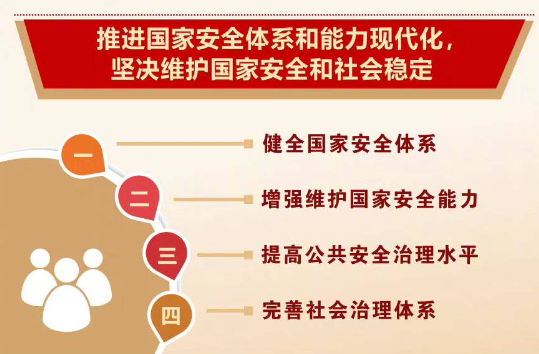 推进国家安全体系和能力现代化，
坚决维护国家安全和社会稳定
一 健全国家安全体系
二 增强维护国家安全能力
三 提高公共安全治理水平
四 完善社会治理体系